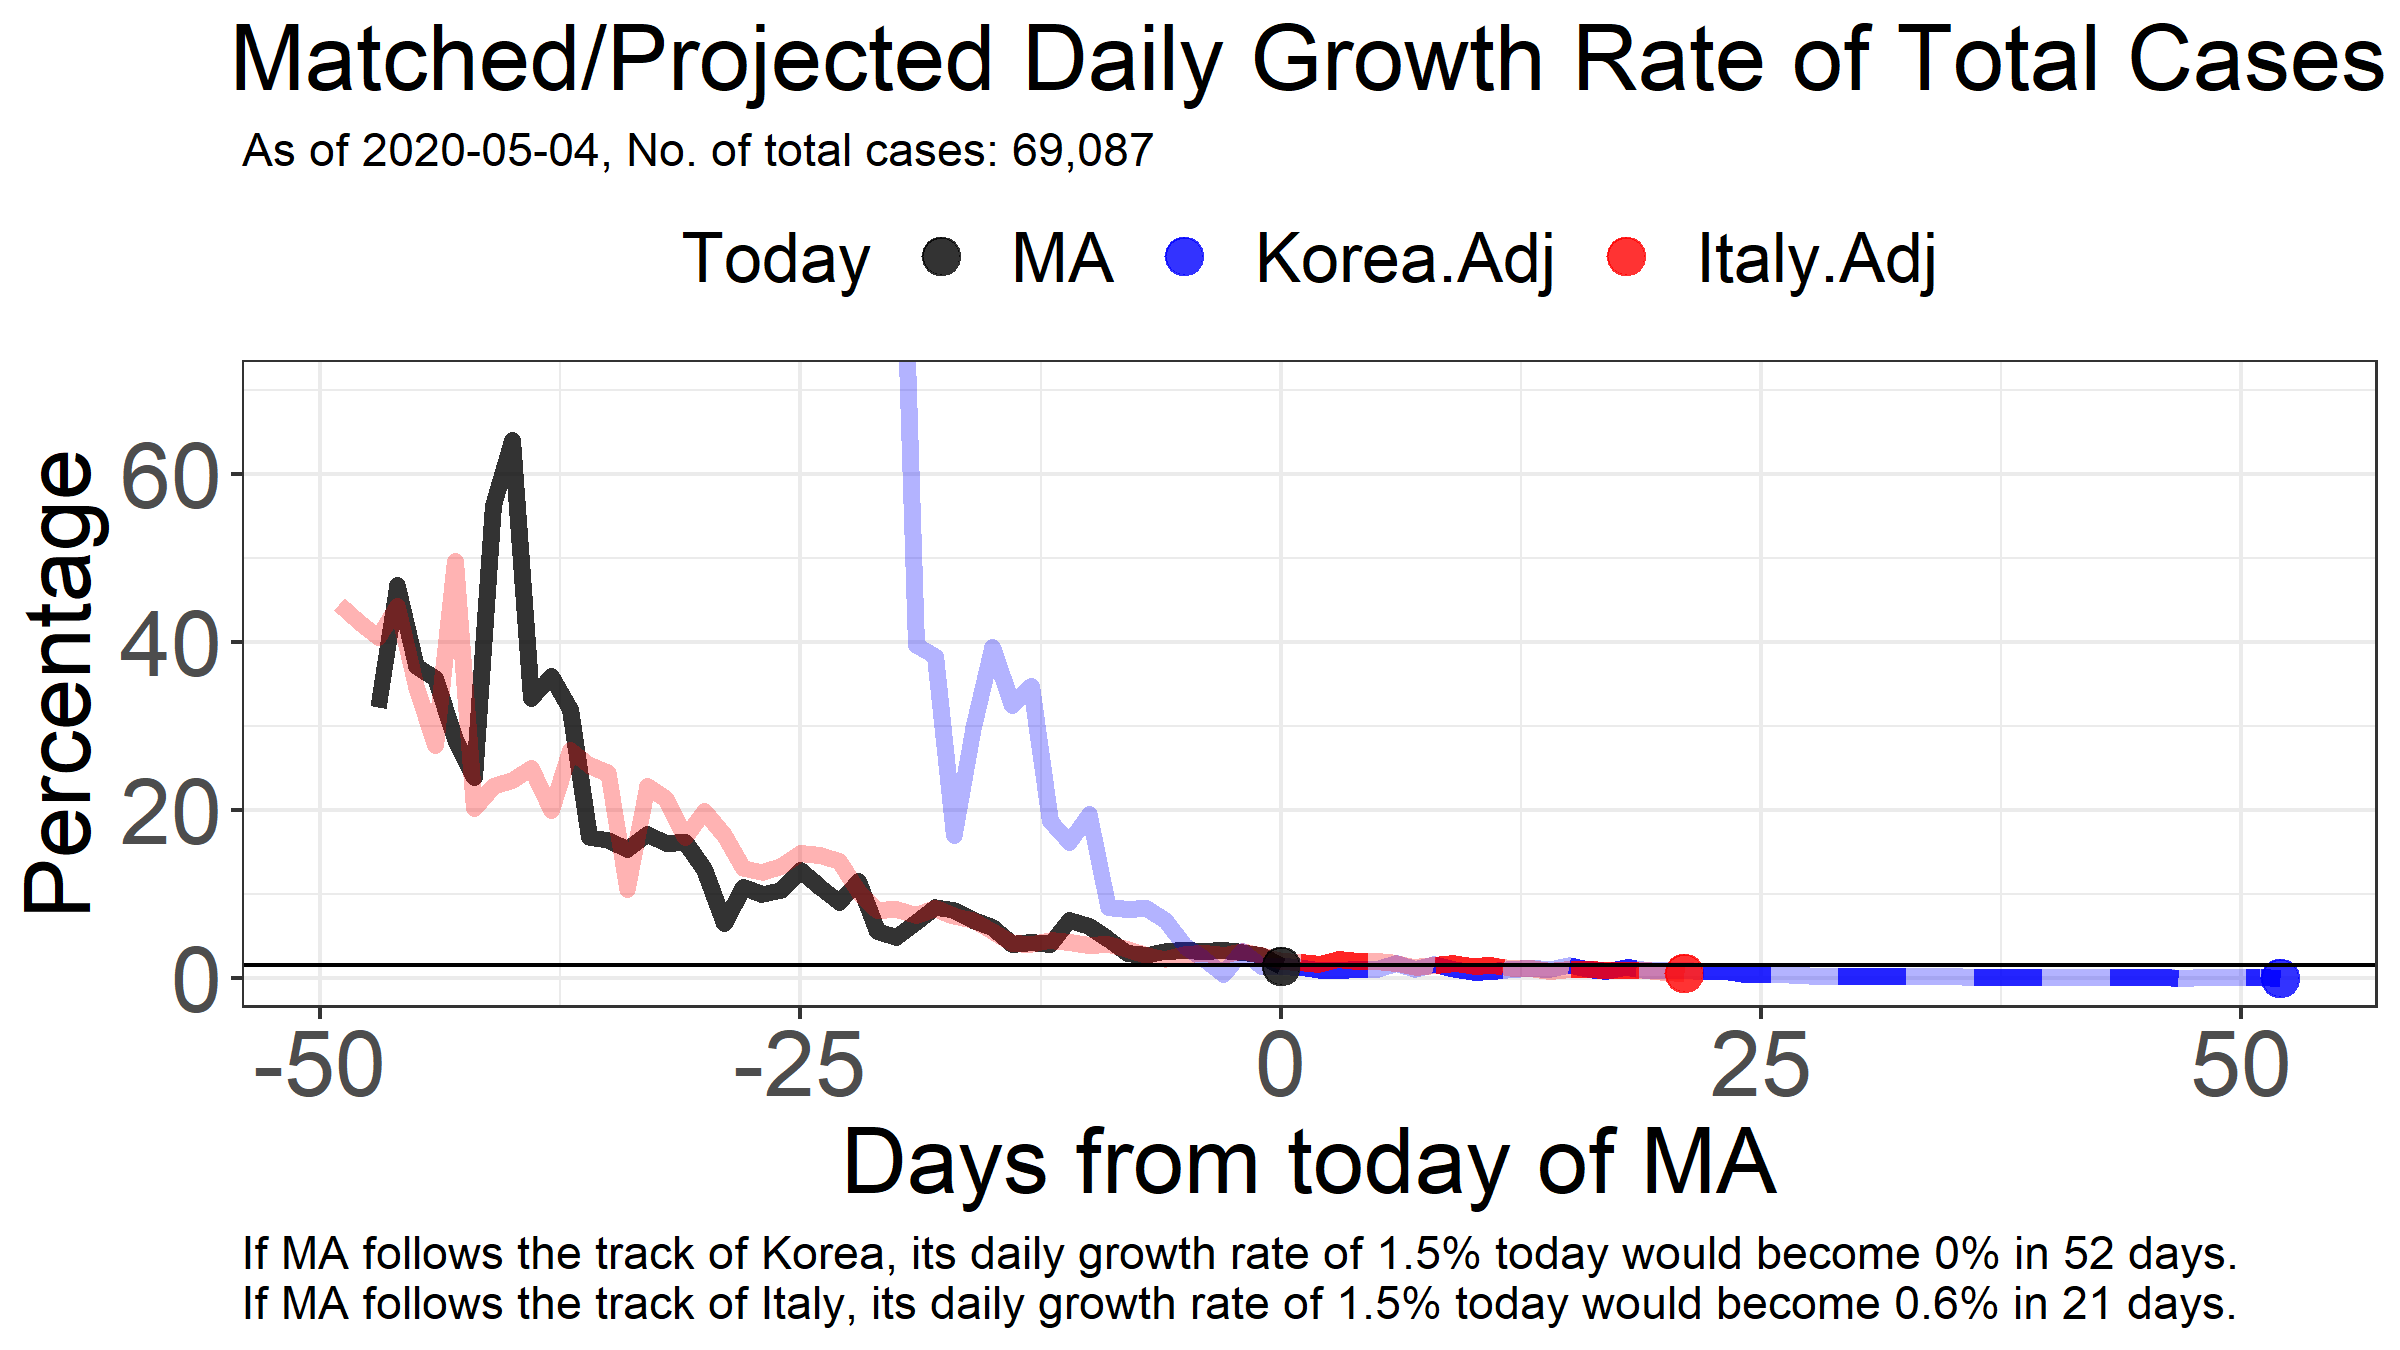 Matched/Projected Daily Growth Rate of Total Cases
As of 2020-05-04, No. of total cases: 69,087
Today MA Korea.Adj Italy.Adj
Percentage
60
40
20
0
-50 -25 0 25 50
Days from today of MA
If MA follows the track of Korea, its daily growth rate of 1.5% today would become 0% in 52 days.
If MA follows the track of Italy, its daily growth rate of 1.5% today would become 0.6% in 21 days.